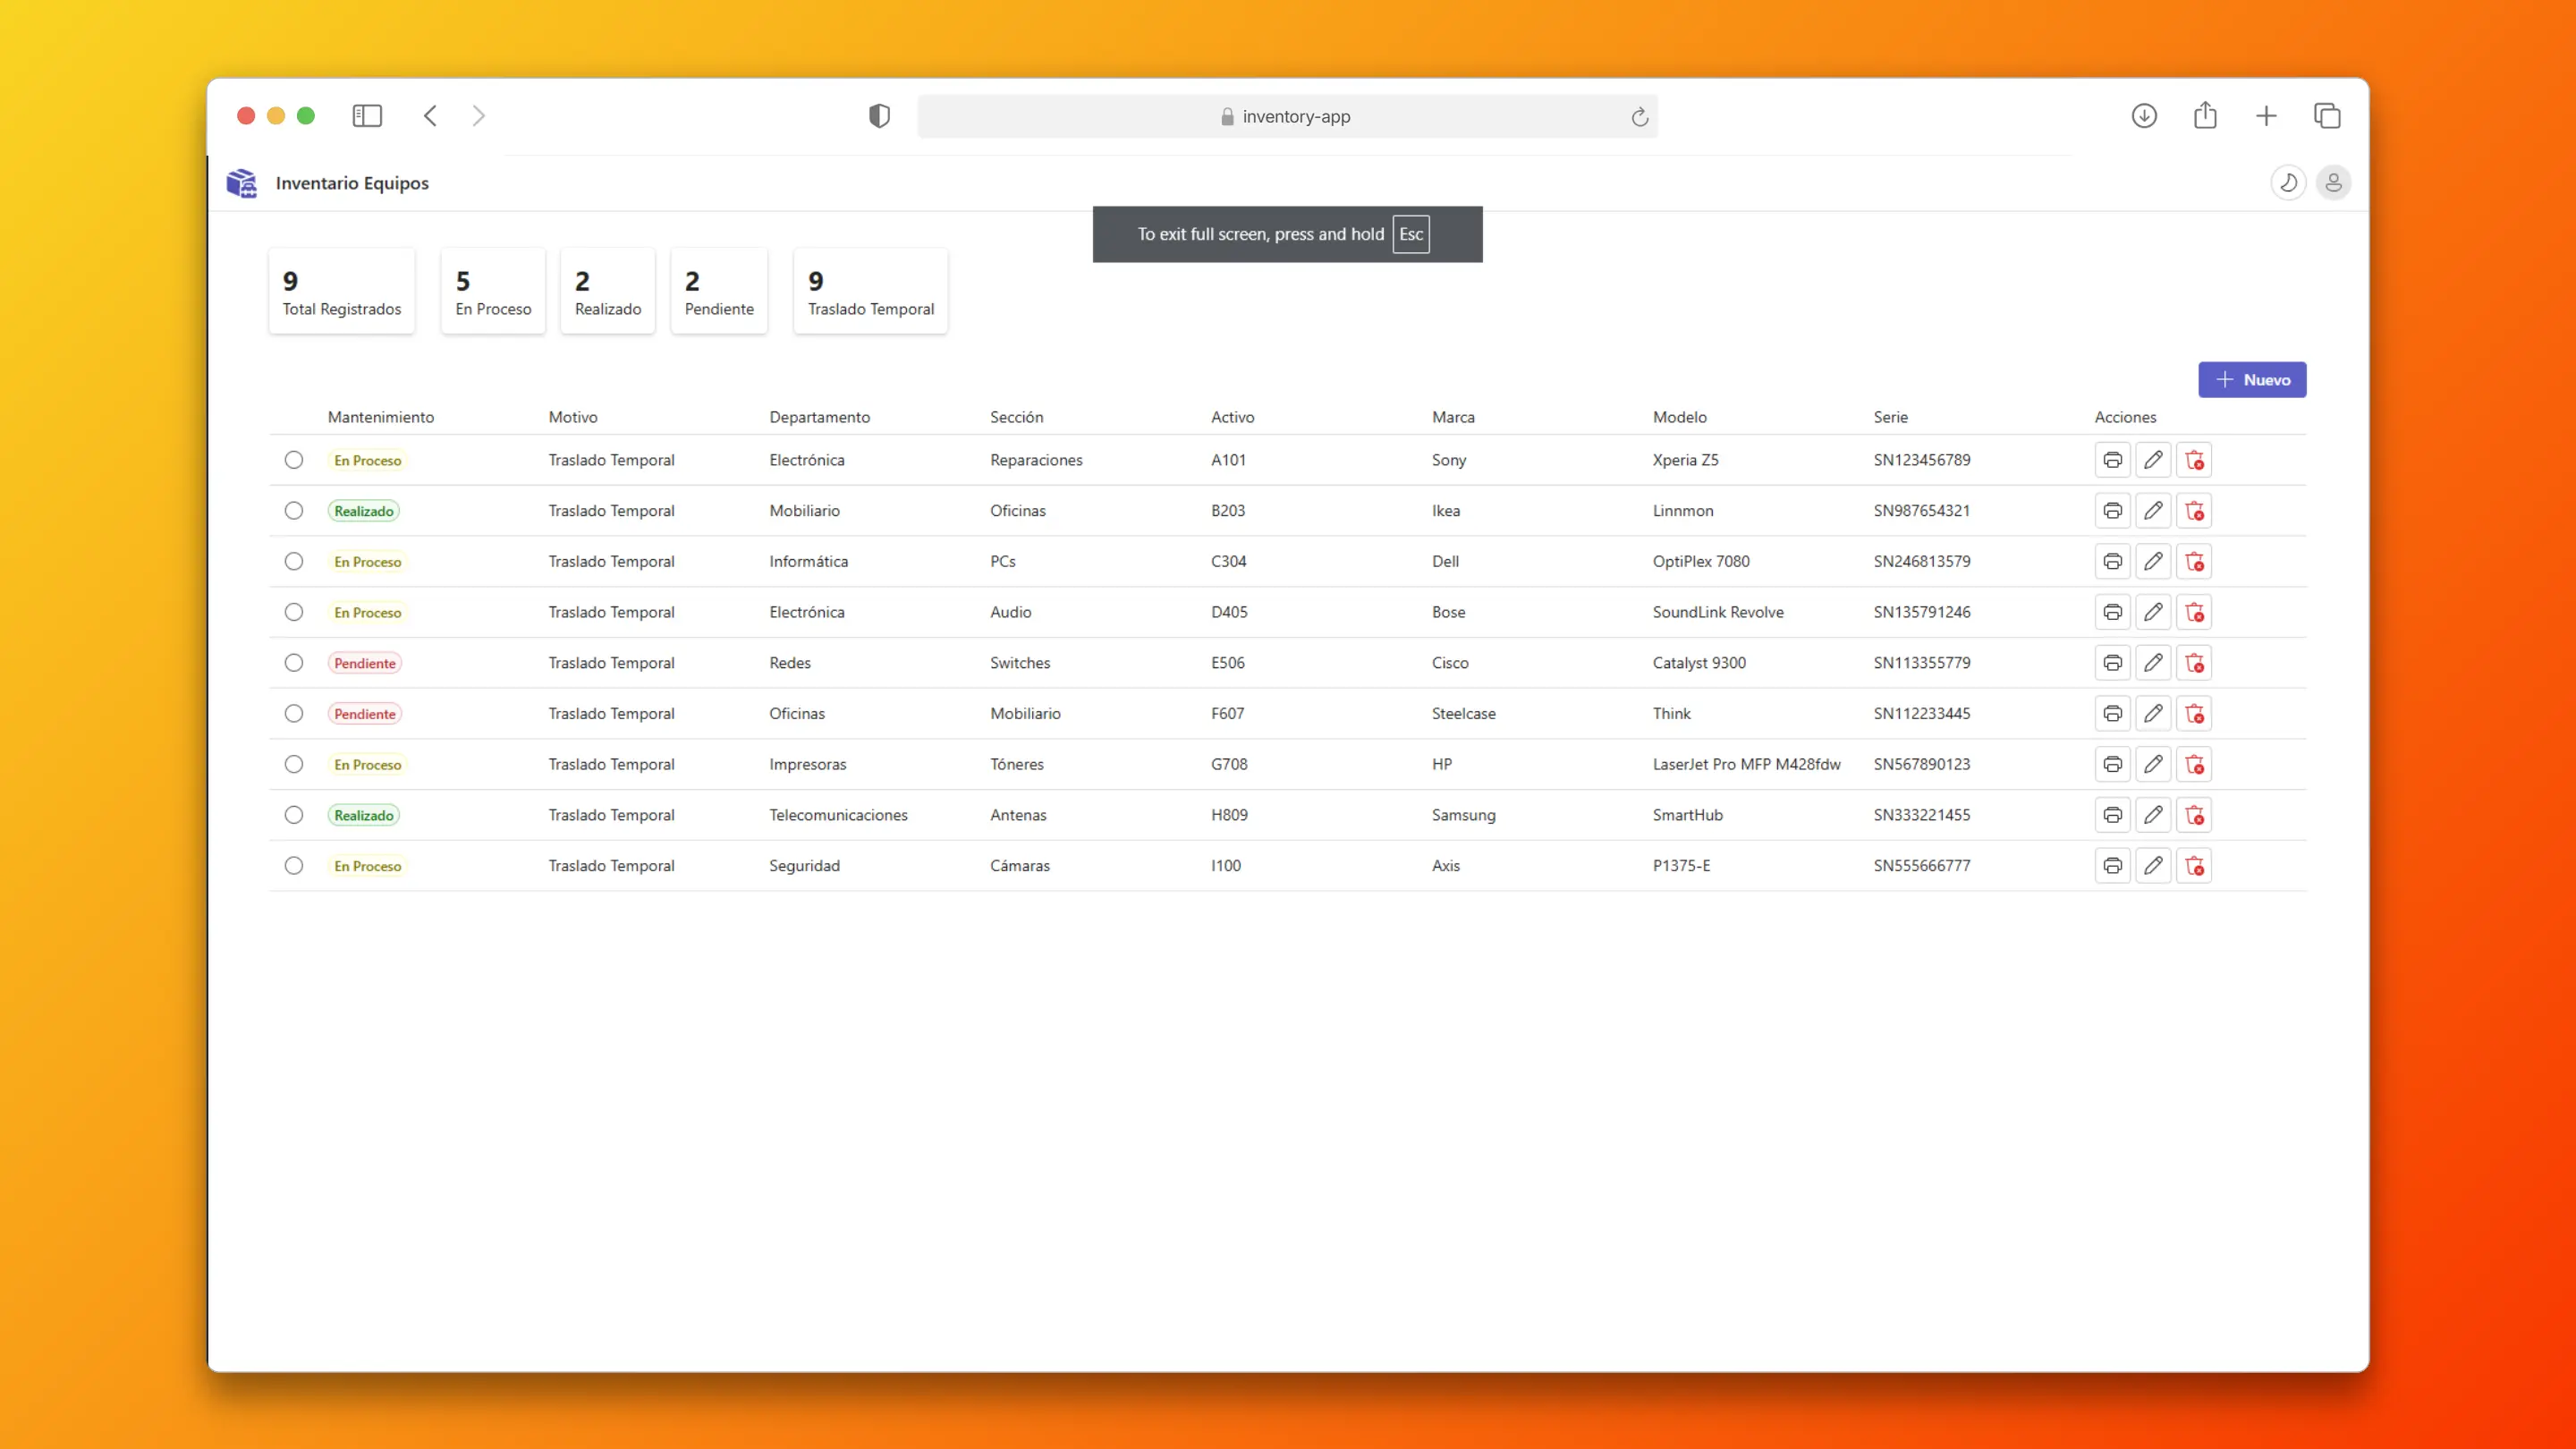 inventory-app
Inventario Equipos
To exit full screen, press and hold Esc
9 5 2 2 9
Total Registrados En Proceso Realizado Pendiente Traslado Temporal
Nuevo
Mantenimiento Motivo Departamento Sección Activo Marca Modelo Serie Acciones
En Proceso Traslado Temporal Electrónica Reparaciones A101 Sony Xperia Z5 SN123456789
Realizado Traslado Temporal Mobiliario Oficinas B203 Ikea Linnmon SN987654321
En Proceso Traslado Temporal Informática PCs C304 Dell OptiPlex 7080 SN246813579
En Proceso Traslado Temporal Electrónica Audio D405 Bose SoundLink Revolve SN135791246
Pendiente Traslado Temporal Redes Switches E506 Cisco Catalyst 9300 SN113355779
Pendiente Traslado Temporal Oficinas Mobiliario F607 Steelcase Think SN112233445
En Proceso Traslado Temporal Impresoras Tóneres G708 HP LaserJet Pro MFP M428fdw SN567890123
Realizado Traslado Temporal Telecomunicaciones Antenas H809 Samsung SmartHub SN333221455
En Proceso Traslado Temporal Seguridad Cámaras I100 Axis P1375-E SN555666777